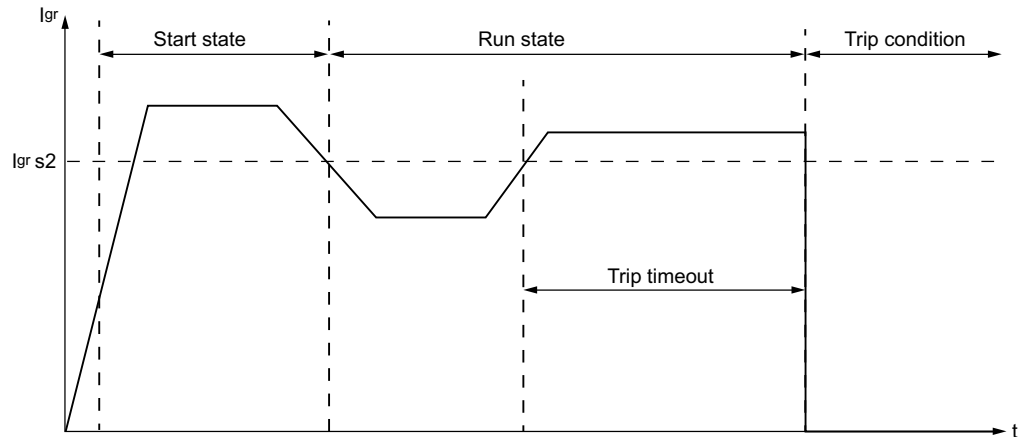 Igr
Start state
Run state
Trip condition
Igr s2
Trip timeout
t